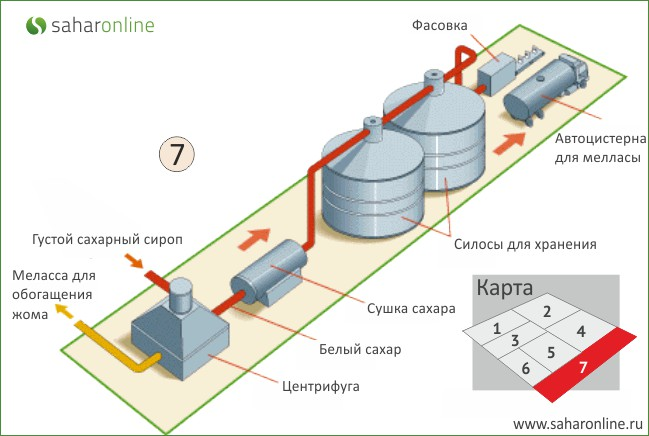 saharonline
Фасовка
7
Автоцистерна
для мелласы
Густой сахарный сироп
Силосы для хранения
Меласса для
обогащения
жома
Сушка сахара
Белый сахар
Центрифуга
Карта
1
2
3
4
5
6
7
www.saharonline.ru